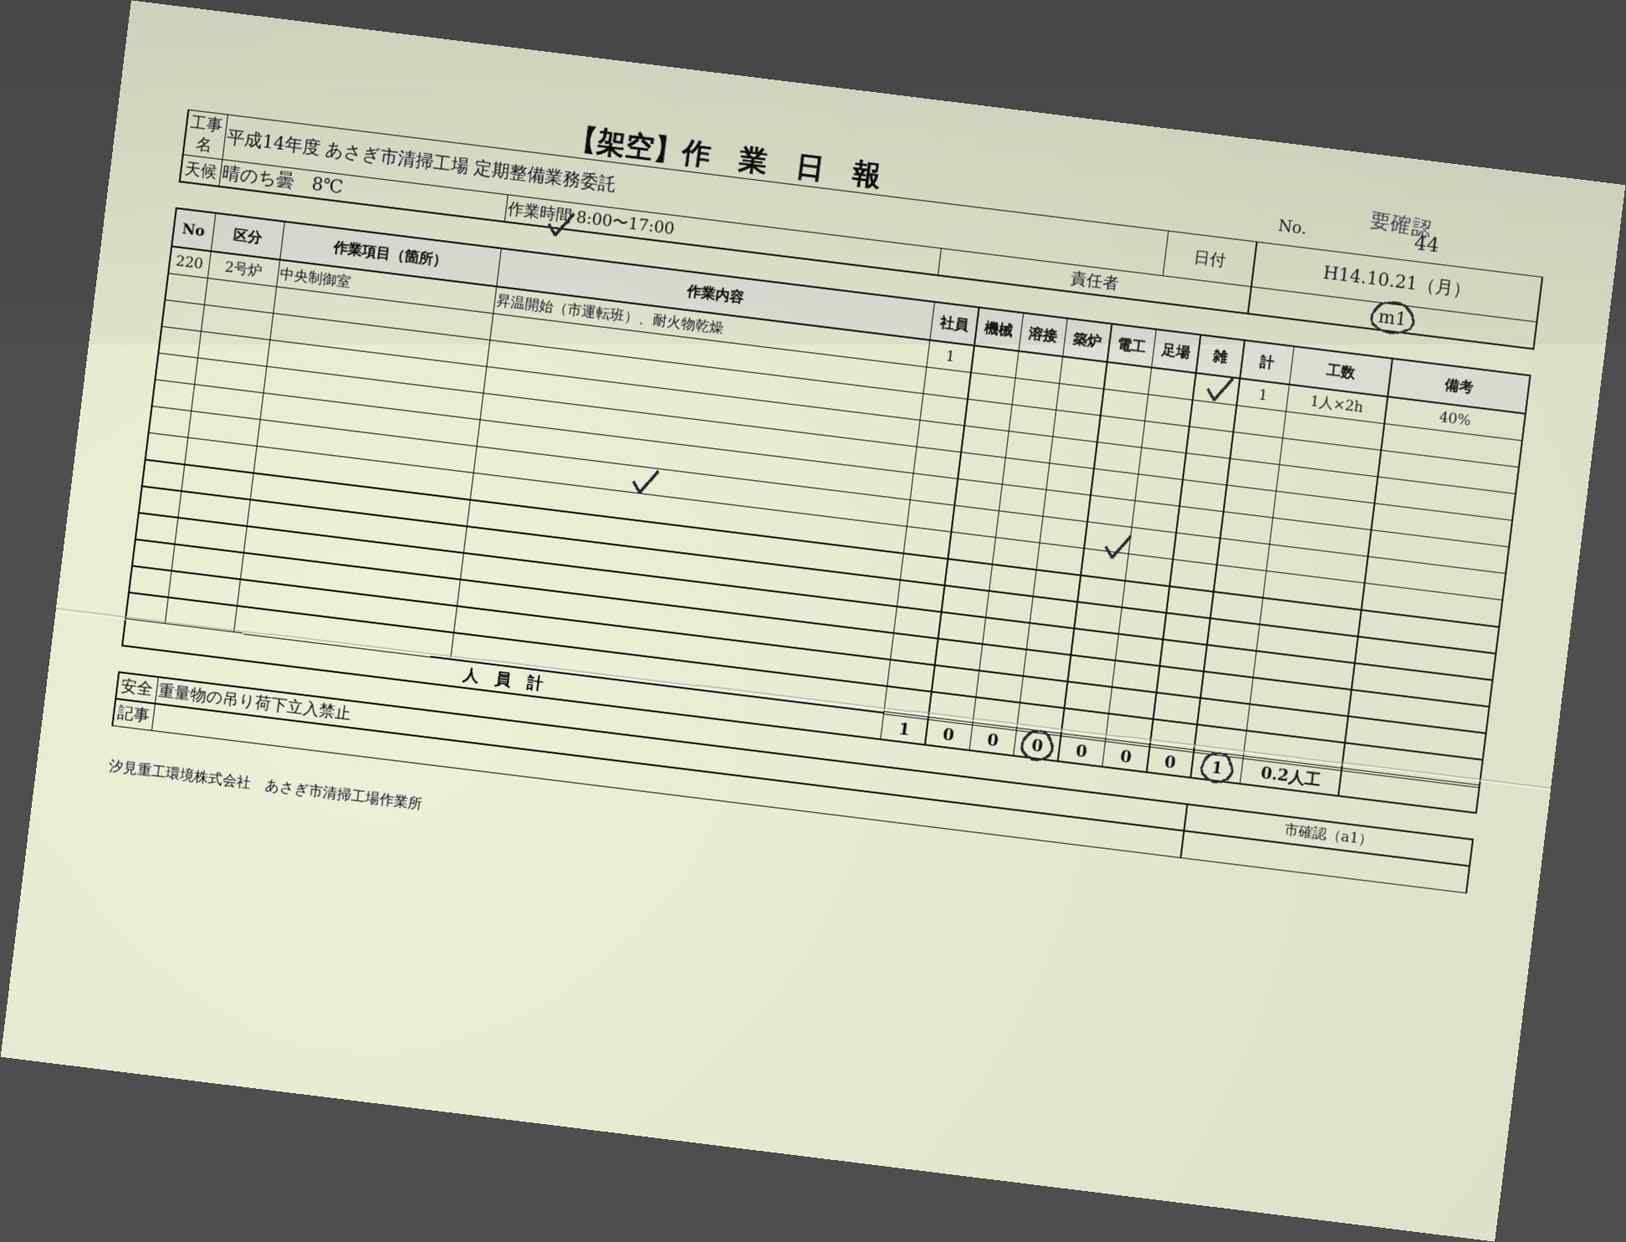 【架空】作　業　日　報
No.　44
要確認
工事名　平成14年度 あさぎ市清掃工場 定期整備業務委託　日付　H14.10.21（月）
天候　晴のち曇　8℃　作業時間 8:00〜17:00　責任者　m1
No　区分　作業項目（箇所）　作業内容　社員　機械　溶接　築炉　電工　足場　雑　計　工数　備考
220　2号炉　中央制御室　昇温開始（市運転班）、耐火物乾燥　1　1　1人×2h　40%
人　員　計　1　0　0　0　0　0　0　1　0.2人工
安全　重量物の吊り荷下立入禁止　市確認（a1）
記事
汐見重工環境株式会社　あさぎ市清掃工場作業所